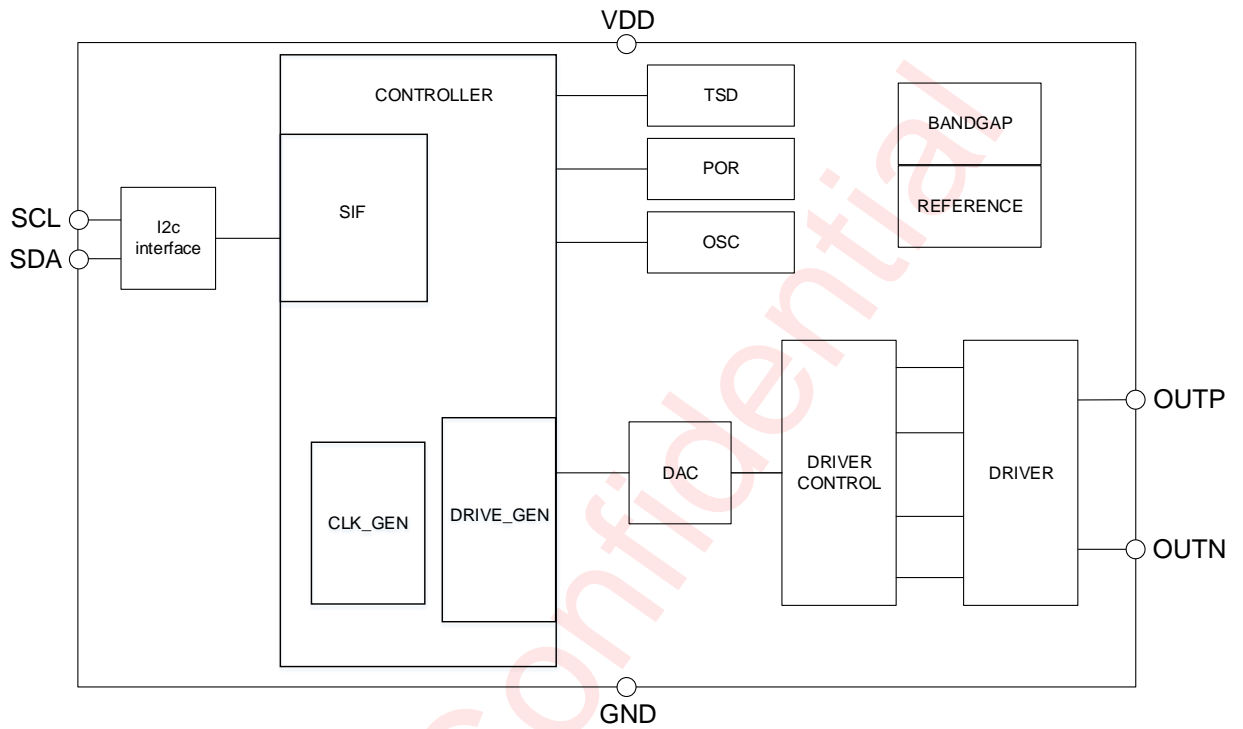 VDD
CONTROLLER
TSD
BANDGAP
POR
REFERENCE
SIF
SCL
I2c
interface
OSC
SDA
OUTP
DAC
DRIVER
CONTROL
DRIVER
CLK_GEN
DRIVE_GEN
OUTN
GND
Confidential